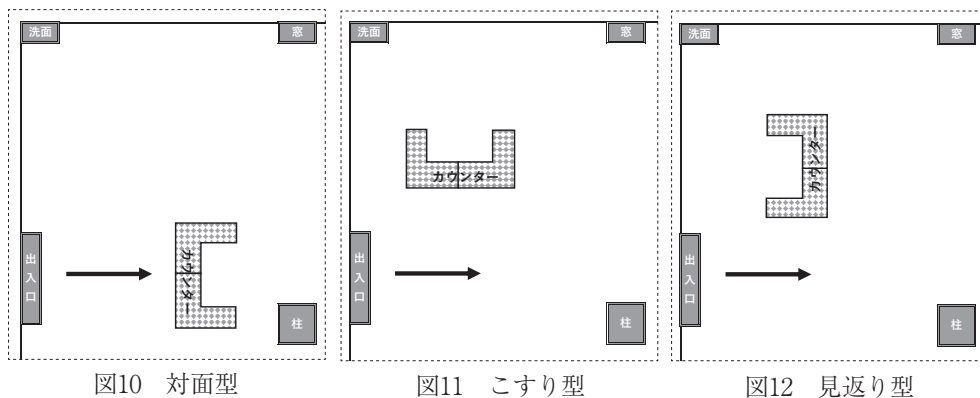 洗面
窓
カウンター
出入口
柱
図10 対面型
洗面
窓
カウンター
出入口
柱
図11 こすり型
洗面
窓
カウンター
出入口
柱
図12 見返り型